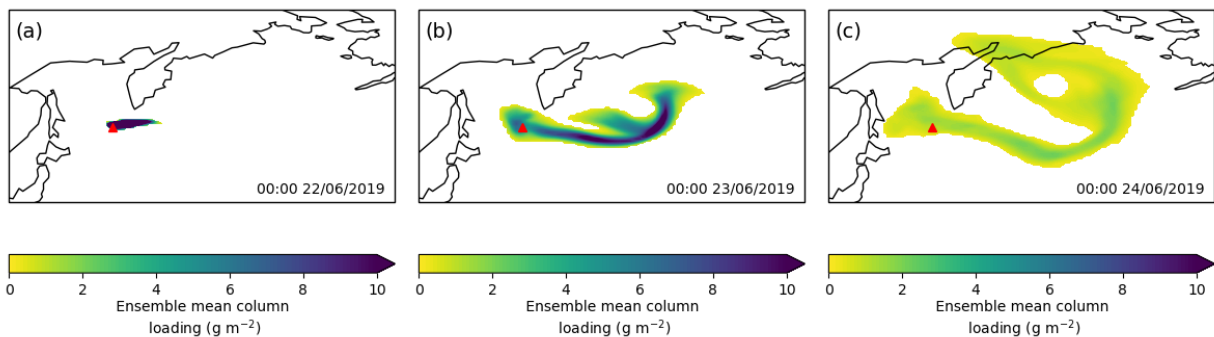 (a)
00:00 22/06/2019
0 2 4 6 8 10
Ensemble mean column
loading (g m⁻²)
(b)
00:00 23/06/2019
0 2 4 6 8 10
Ensemble mean column
loading (g m⁻²)
(c)
00:00 24/06/2019
0 2 4 6 8 10
Ensemble mean column
loading (g m⁻²)